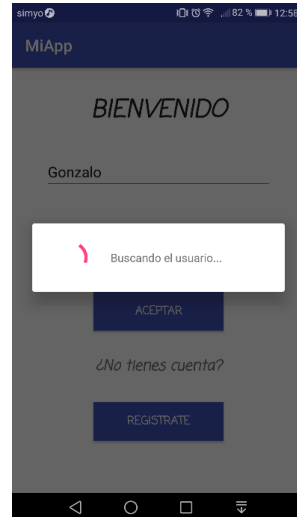 simyo 82 % 12:58
MiApp
BIENVENIDO
Gonzalo
Buscando el usuario...
ACEPTAR
¿No tienes cuenta?
REGISTRATE